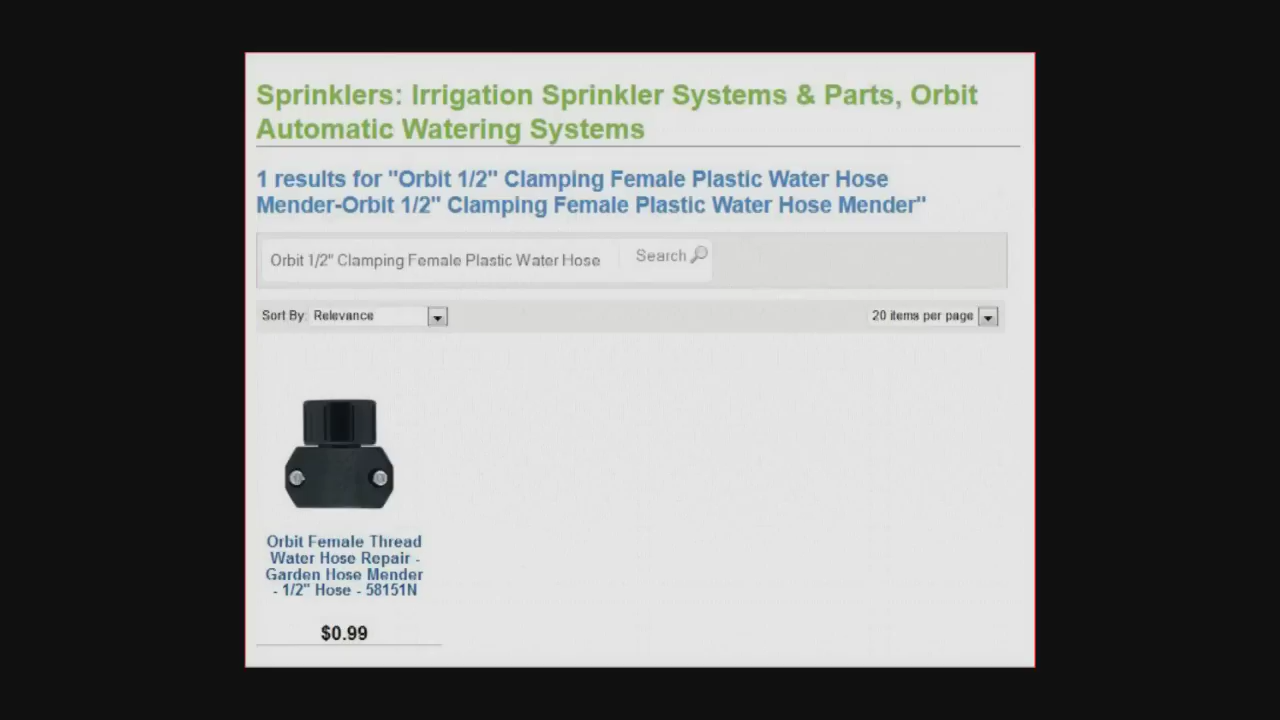 Sprinklers: Irrigation Sprinkler Systems & Parts, Orbit
Automatic Watering Systems
1 results for "Orbit 1/2" Clamping Female Plastic Water Hose
Mender-Orbit 1/2" Clamping Female Plastic Water Hose Mender"
Orbit 1/2" Clamping Female Plastic Water Hose Search
Sort By Relevance 20 items per page
Orbit Female Thread
Water Hose Repair -
Garden Hose Mender
- 1/2" Hose - 58151N
$0.99